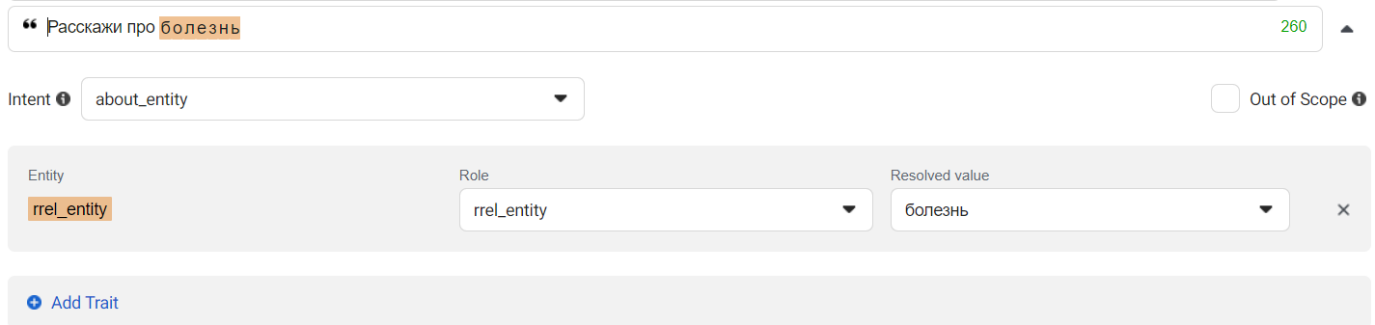 ❝ Расскажи про болезнь 260
Intent about_entity Out of Scope
Entity Role Resolved value
rrel_entity rrel_entity болезнь ×
Add Trait